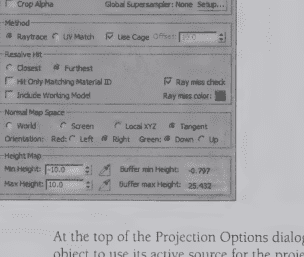 Crop Alpha Global Supersampler: None Setup...
Method
Raytrace UV Match Use Cage Offset:
Resolve Hit
Closest Furthest
Hit Only Matching Material ID Ray miss check
Include Working Model Ray miss color:
Normal Map Space
World Screen Local XYZ Tangent
Orientation: Red: Left Right Green: Down Up
Height Map
Min Height: -10.0 Buffer min Height: -0.797
Max Height: 10.0 Buffer max Height: 25.432
At the top of the Projection Options dialog
object to use its active source for the proje